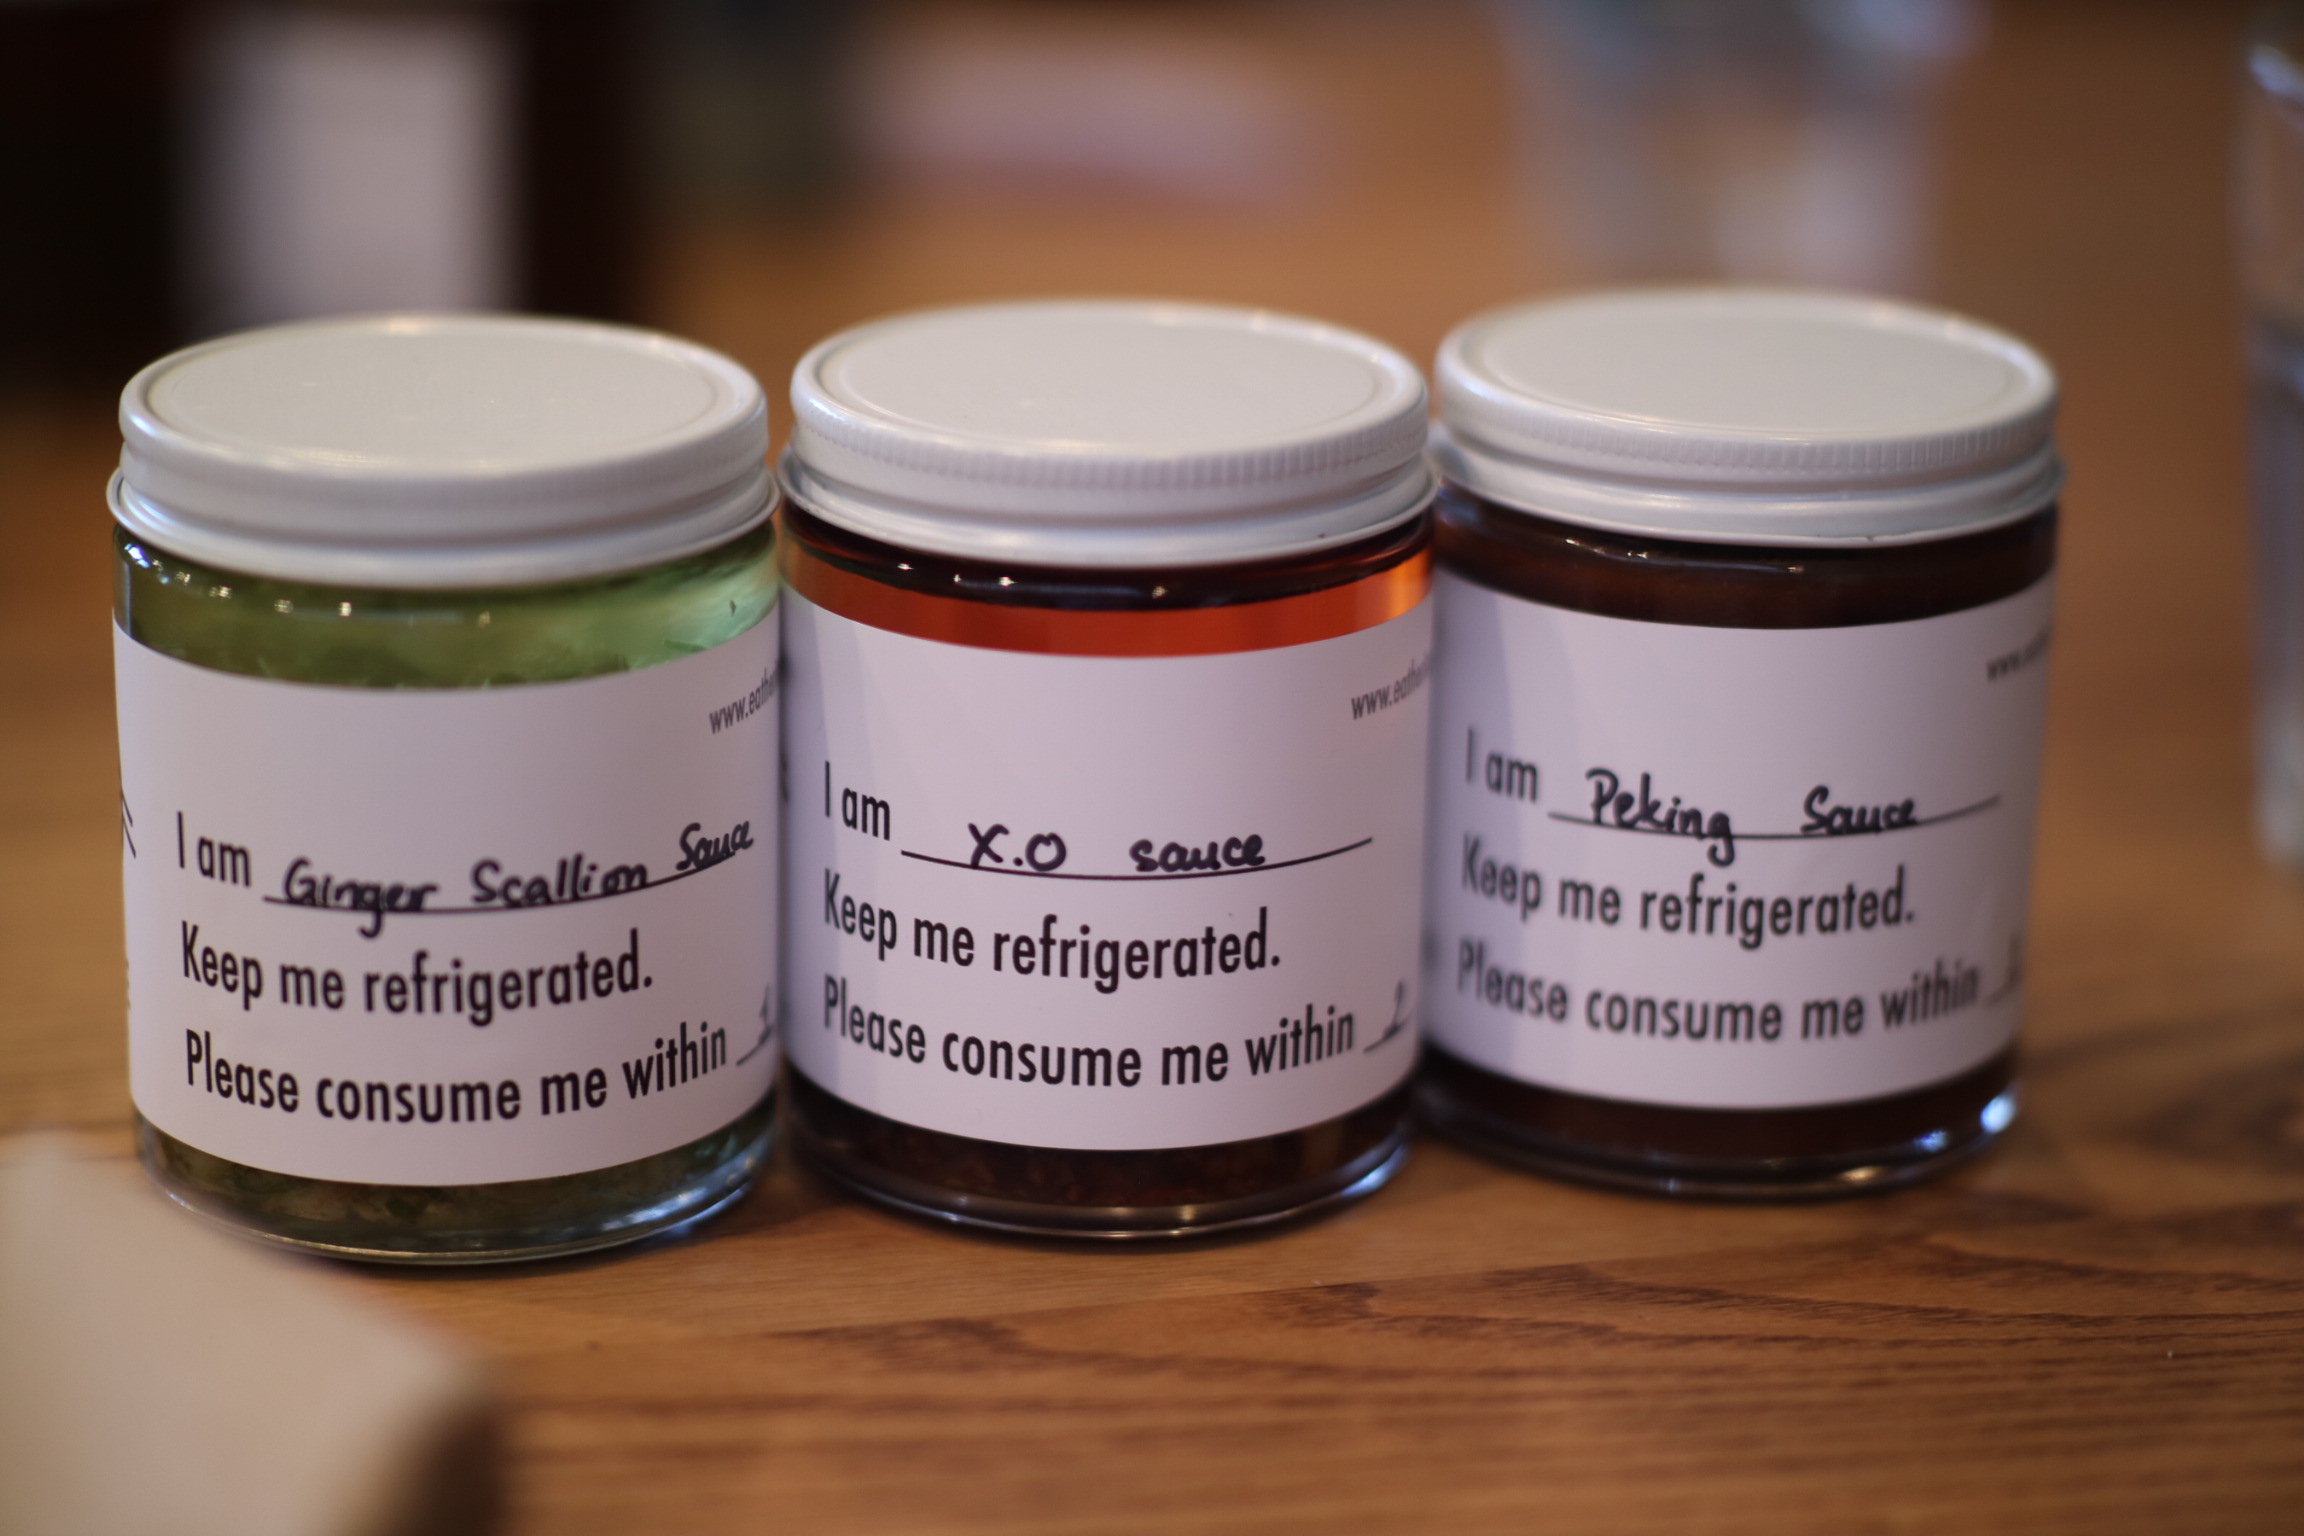 I am Ginger Scallion Sauce
Keep me refrigerated.
Please consume me within
I am X.O sauce
Keep me refrigerated.
Please consume me within 2
I am Peking Sauce
Keep me refrigerated.
Please consume me within